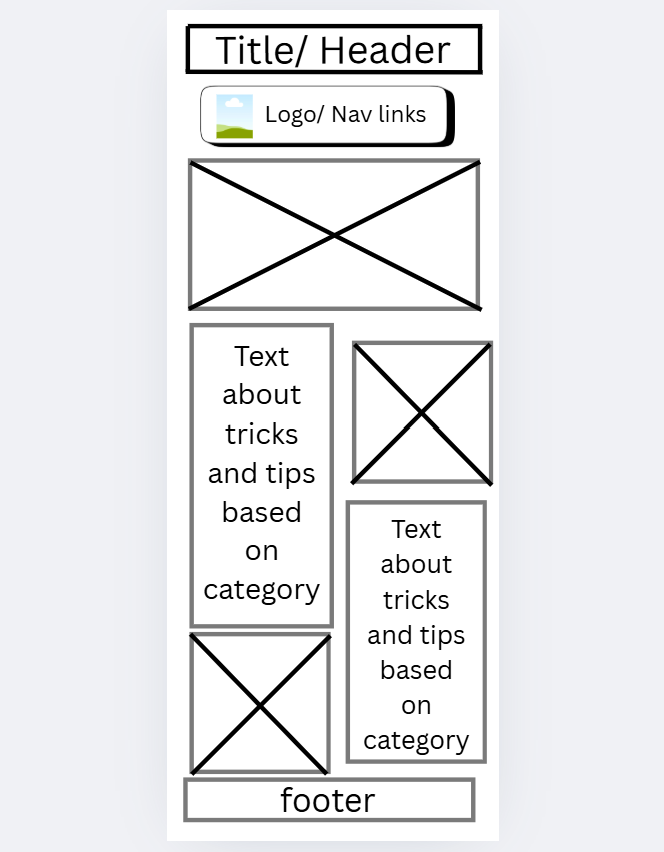 Title/ Header
Logo/ Nav links
Text
about
tricks
and tips
based
on
category
Text
about
tricks
and tips
based
on
category
footer